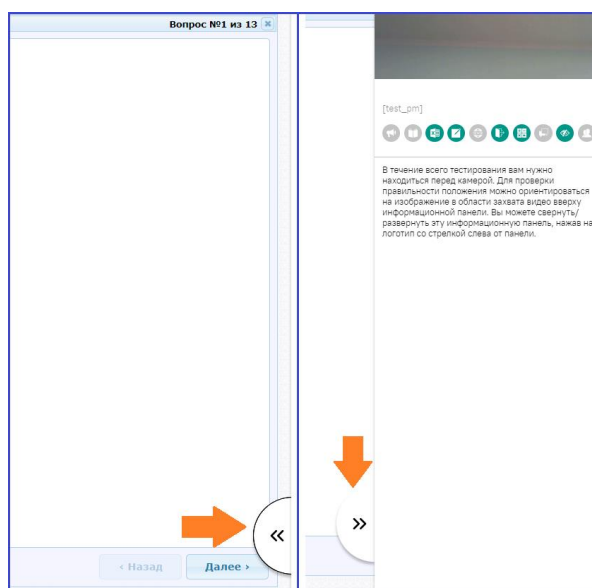 Вопрос №1 из 13
«
‹ Назад
Далее ›
[test_pm]
В течение всего тестирования вам нужно
находиться перед камерой. Для проверки
правильности положения можно ориентироваться
на изображение в области захвата видео вверху
информационной панели. Вы можете свернуть/
развернуть эту информационную панель, нажав на
логотип со стрелкой слева от панели.
»